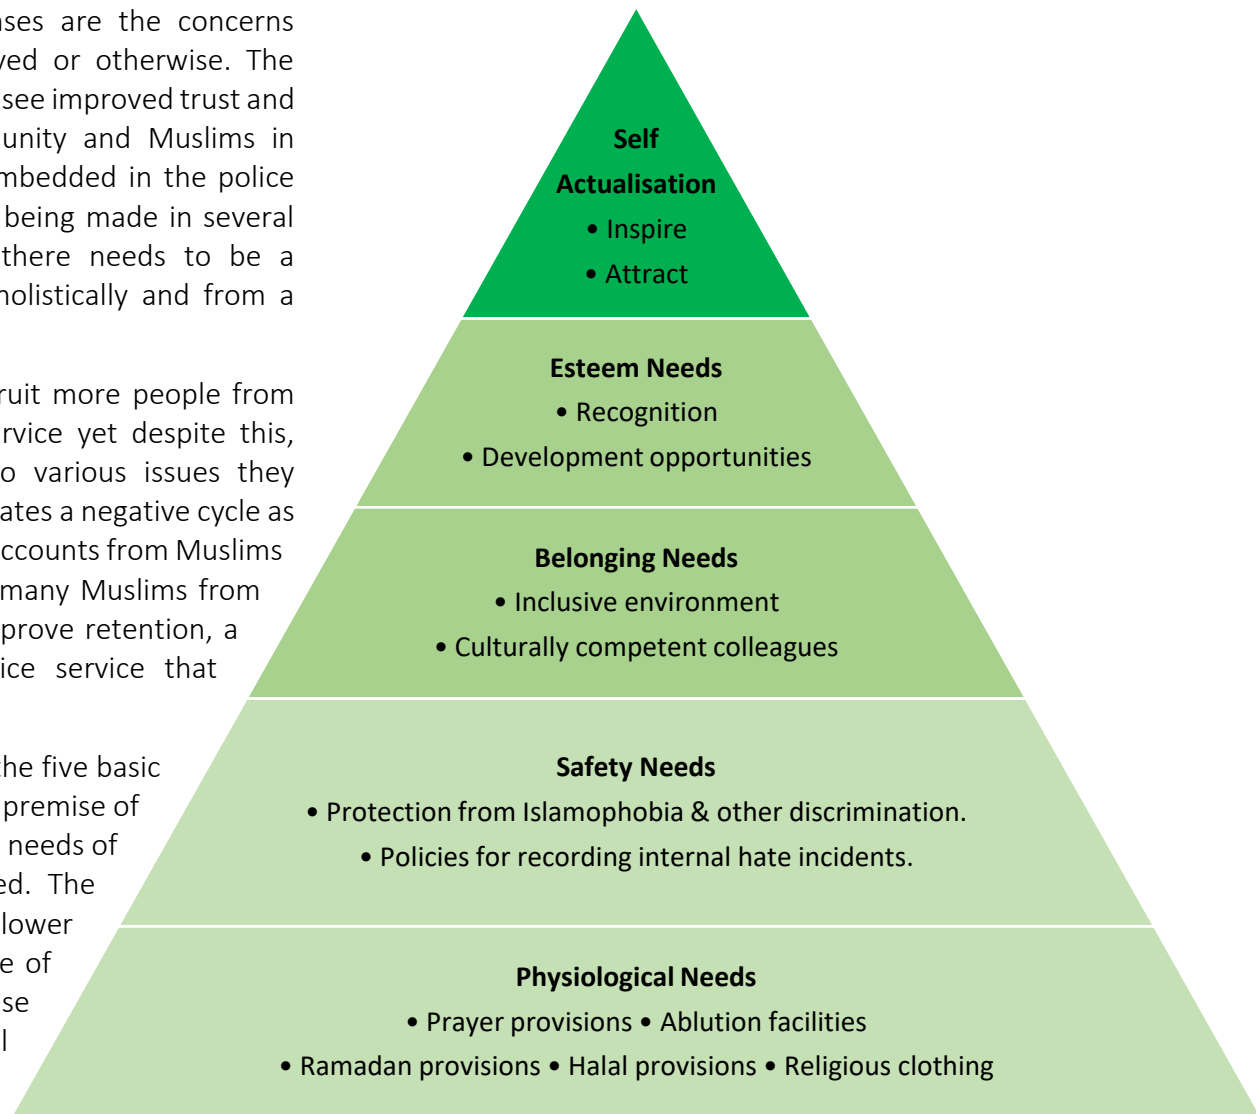 ses are the concerns
yed or otherwise. The
see improved trust and
unity and Muslims in
mbedded in the police
being made in several
there needs to be a
holistically and from a
ruit more people from
rvice yet despite this,
o various issues they
ates a negative cycle as
ccounts from Muslims
many Muslims from
prove retention, a
ice service that
the five basic
premise of
needs of
ed. The
lower
e of
se
l
Self
Actualisation
• Inspire
• Attract
Esteem Needs
• Recognition
• Development opportunities
Belonging Needs
• Inclusive environment
• Culturally competent colleagues
Safety Needs
• Protection from Islamophobia & other discrimination.
• Policies for recording internal hate incidents.
Physiological Needs
• Prayer provisions • Ablution facilities
• Ramadan provisions • Halal provisions • Religious clothing